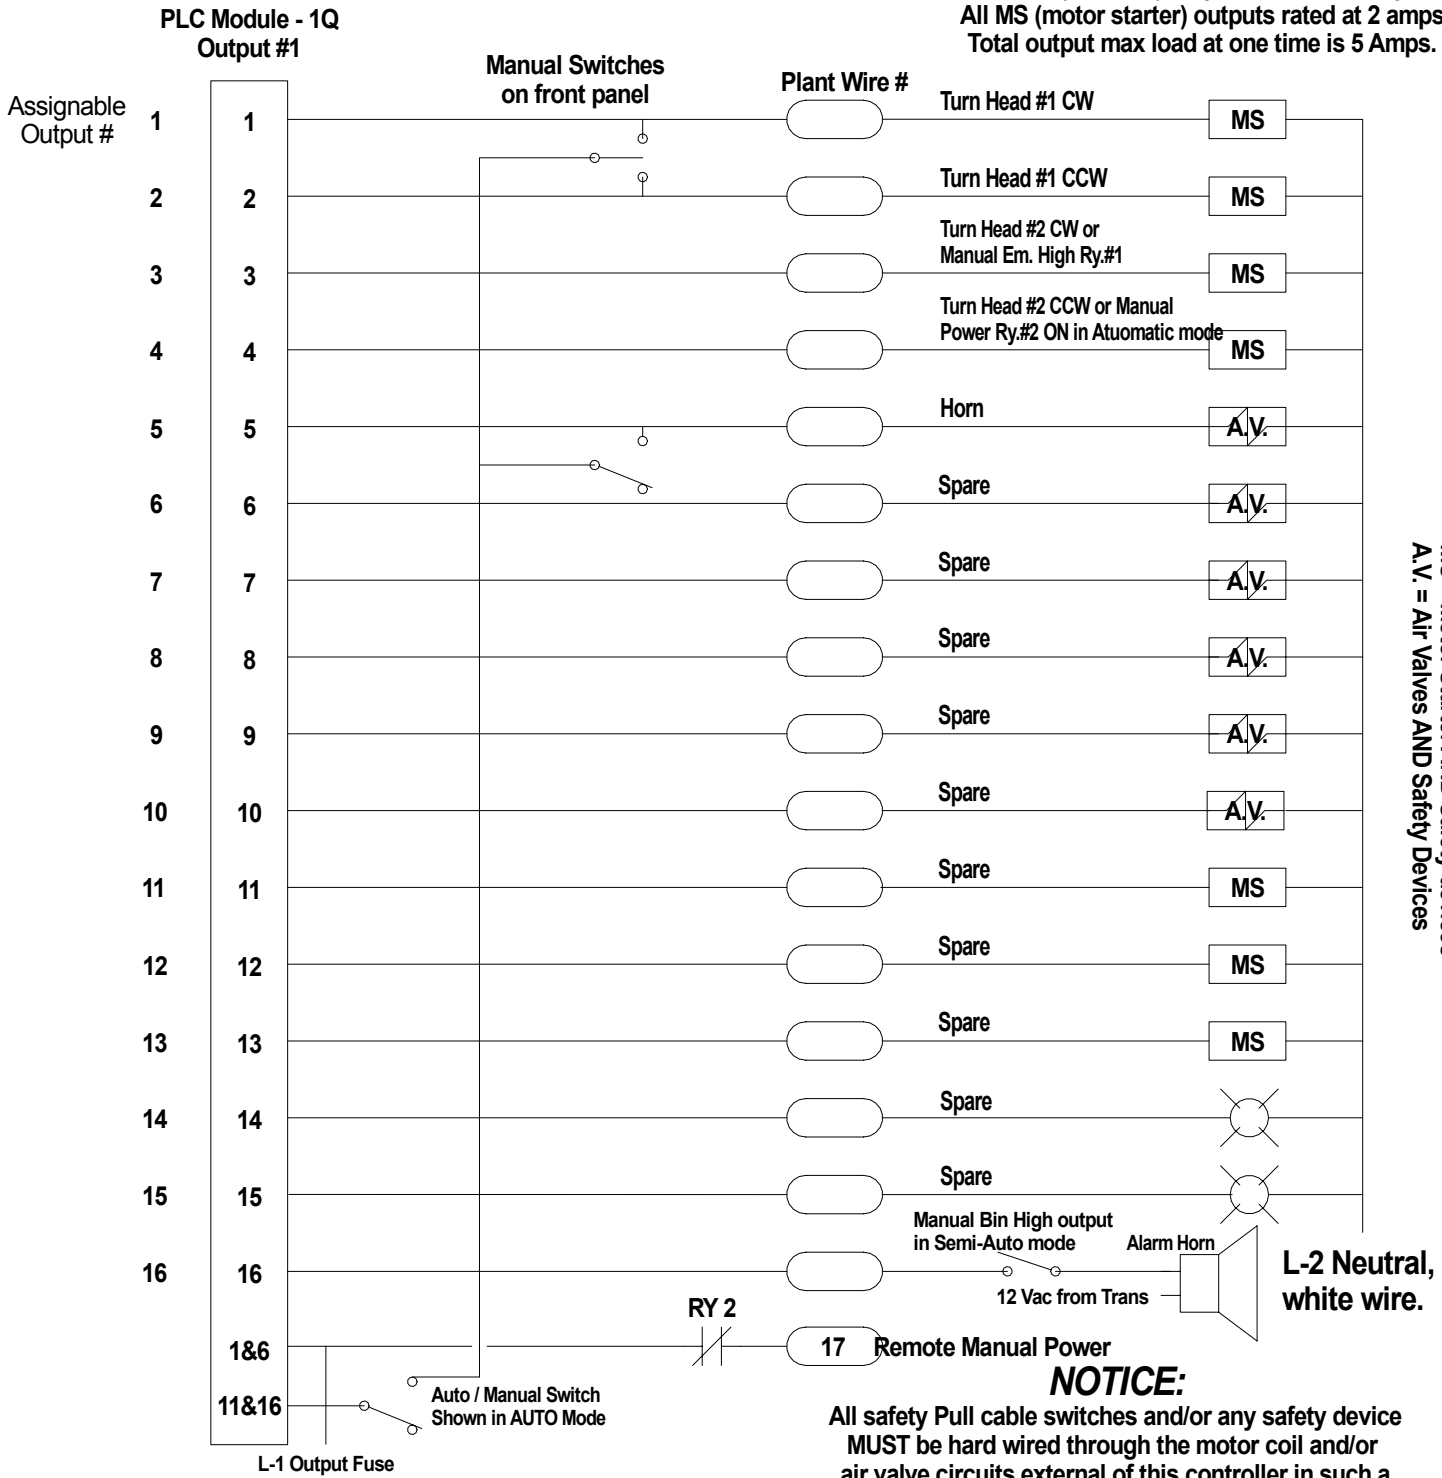 PLC Module - 1Q
Output #1
All MS (motor starter) outputs rated at 2 amps
Total output max load at one time is 5 Amps.
Manual Switches
on front panel
Plant Wire #
Assignable
Output #
1 1 Turn Head #1 CW MS
2 2 Turn Head #1 CCW MS
Turn Head #2 CW or
3 3 Manual Em. High Ry.#1 MS
Turn Head #2 CCW or Manual
4 4 Power Ry.#2 ON in Atuomatic mode MS
5 5 Horn A.V.
6 6 Spare A.V.
7 7 Spare A.V.
8 8 Spare A.V.
9 9 Spare A.V.
10 10 Spare A.V.
11 11 Spare MS
12 12 Spare MS
13 13 Spare MS
14 14 Spare
15 15 Spare
Manual Bin High output
in Semi-Auto mode Alarm Horn
16 16
12 Vac from Trans
L-2 Neutral,
white wire.
RY 2
1&6 17 Remote Manual Power
11&16
Auto / Manual Switch
Shown in AUTO Mode
L-1 Output Fuse
NOTICE:
All safety Pull cable switches and/or any safety device
MUST be hard wired through the motor coil and/or
air valve circuits external of this controller in such a
A.V. = Air Valves AND Safety Devices